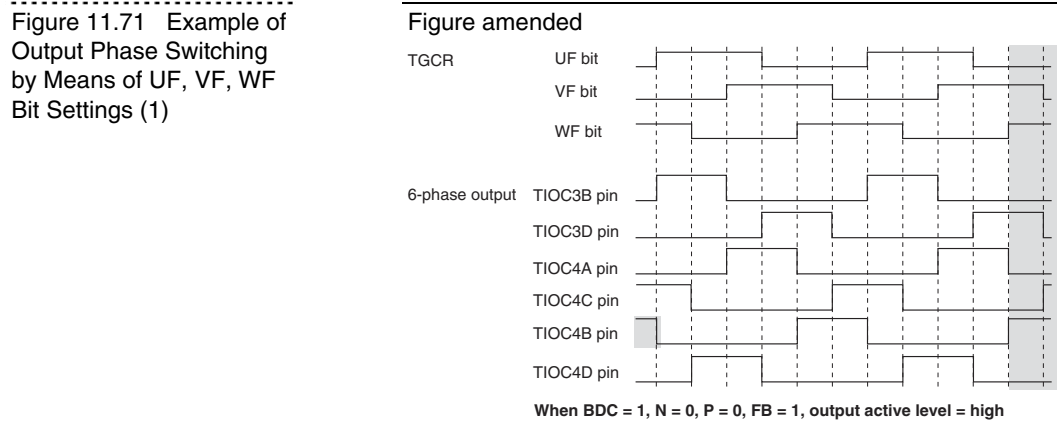 Figure 11.71 Example of
Output Phase Switching
by Means of UF, VF, WF
Bit Settings (1)
Figure amended
TGCR UF bit
VF bit
WF bit
6-phase output TIOC3B pin
TIOC3D pin
TIOC4A pin
TIOC4C pin
TIOC4B pin
TIOC4D pin
When BDC = 1, N = 0, P = 0, FB = 1, output active level = high